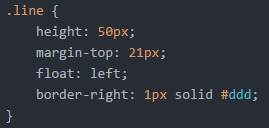 .line {
    height: 50px;
    margin-top: 21px;
    float: left;
    border-right: 1px solid #ddd;
}